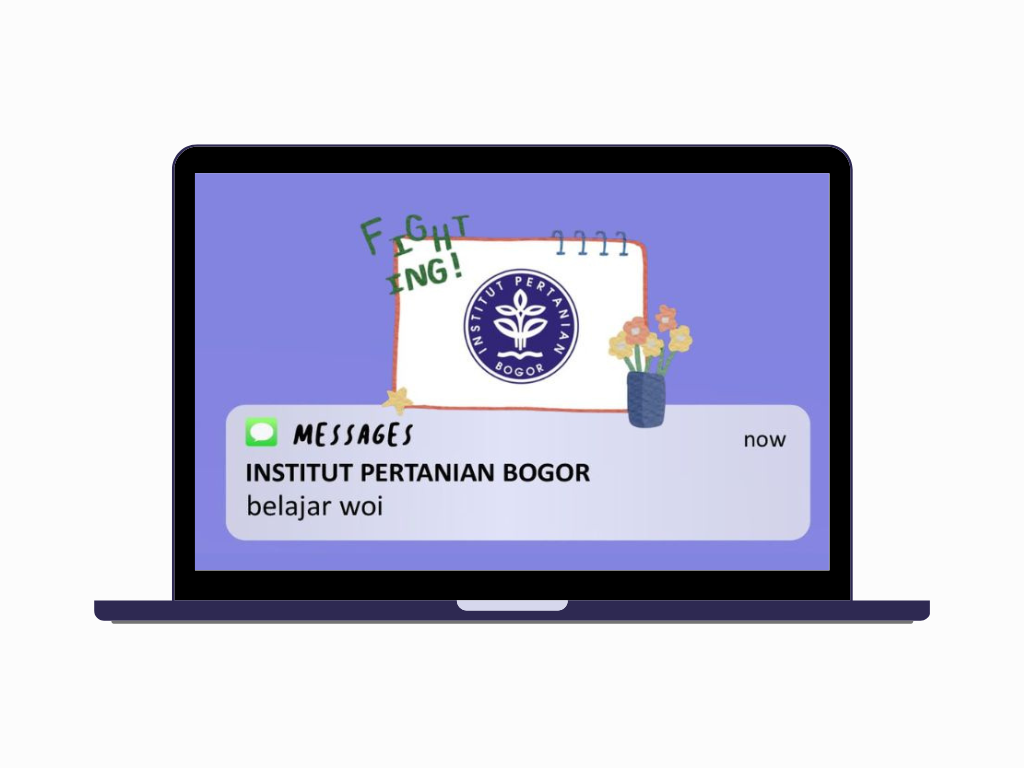 FIGHT
ING!
INSTITUT PERTANIAN
BOGOR
MESSAGES
now
INSTITUT PERTANIAN BOGOR
belajar woi